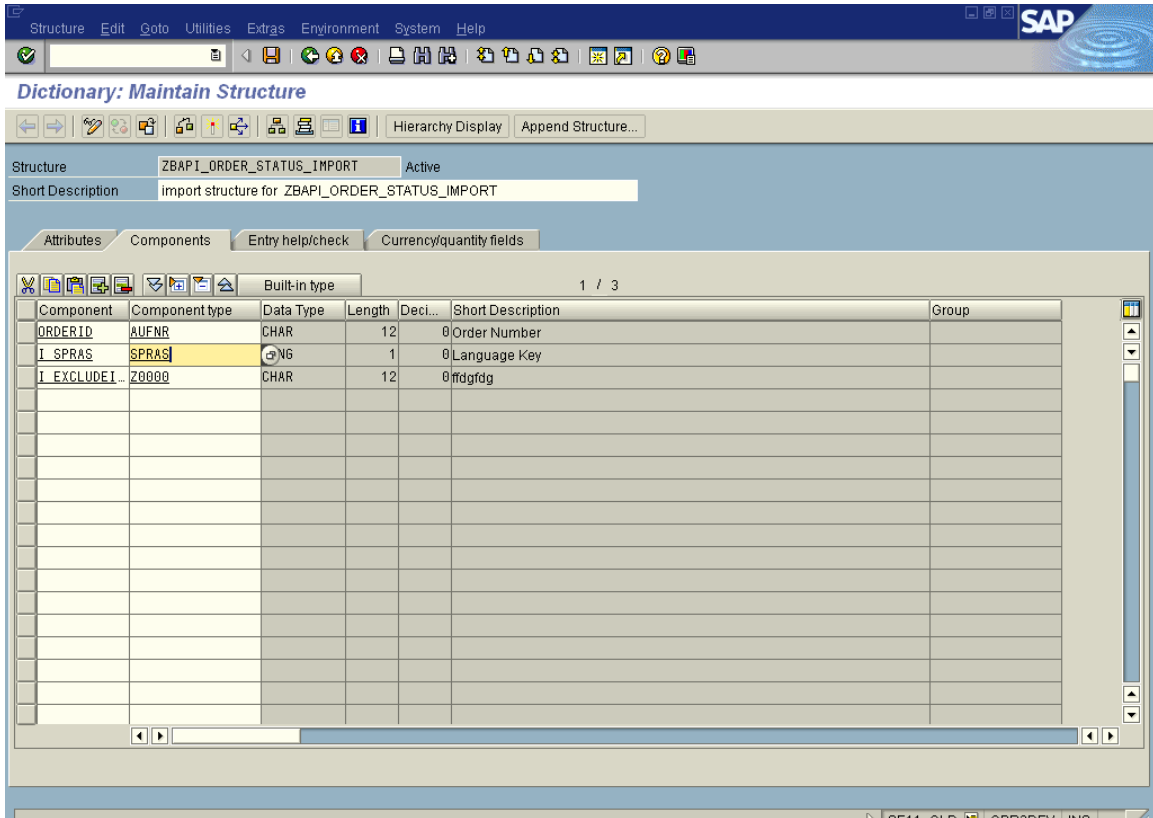 Structure Edit Goto Utilities Extras Environment System Help
SAP
Dictionary: Maintain Structure
Hierarchy Display Append Structure...
Structure ZBAPI_ORDER_STATUS_IMPORT Active
Short Description import structure for ZBAPI_ORDER_STATUS_IMPORT
Attributes Components Entry help/check Currency/quantity fields
Built-in type 1 / 3
Component Component type Data Type Length Deci... Short Description Group
ORDERID AUFNR CHAR 12 0 Order Number
I_SPRAS SPRAS 1 0 Language Key
I_EXCLUDEI... Z0000 CHAR 12 0 ffdgfdg